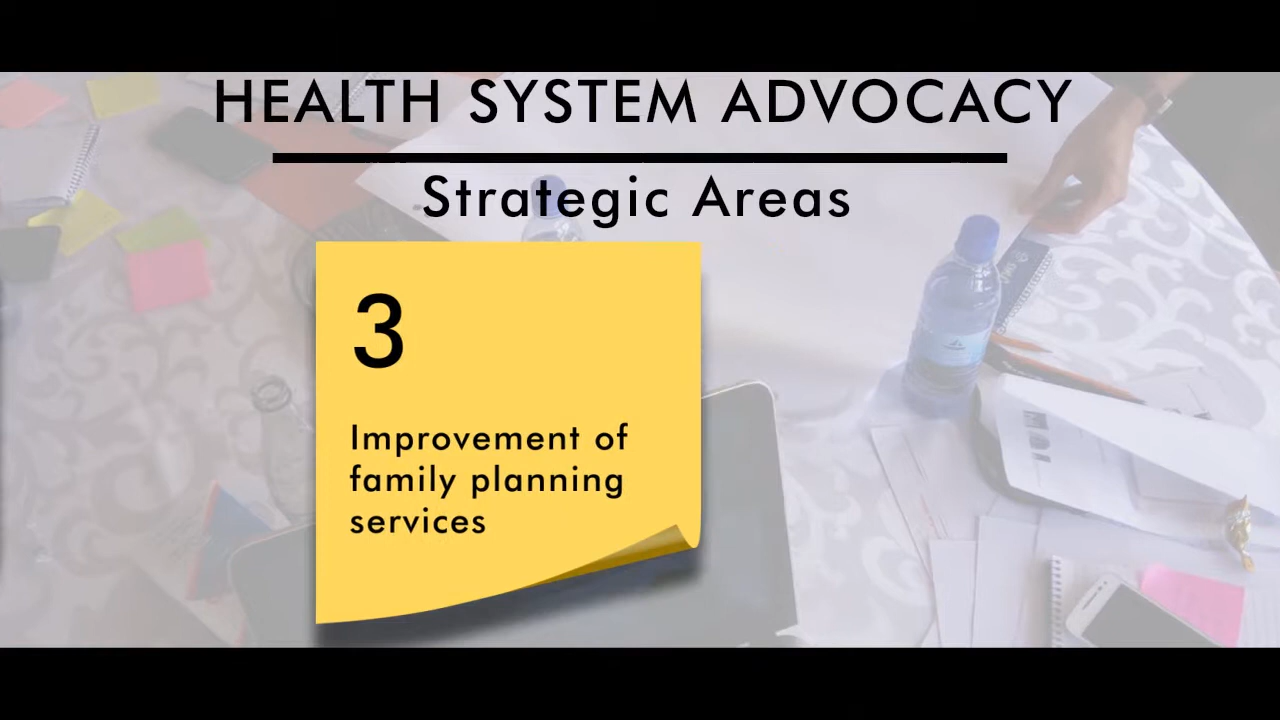 HEALTH SYSTEM ADVOCACY
Strategic Areas
3
Improvement of
family planning
services